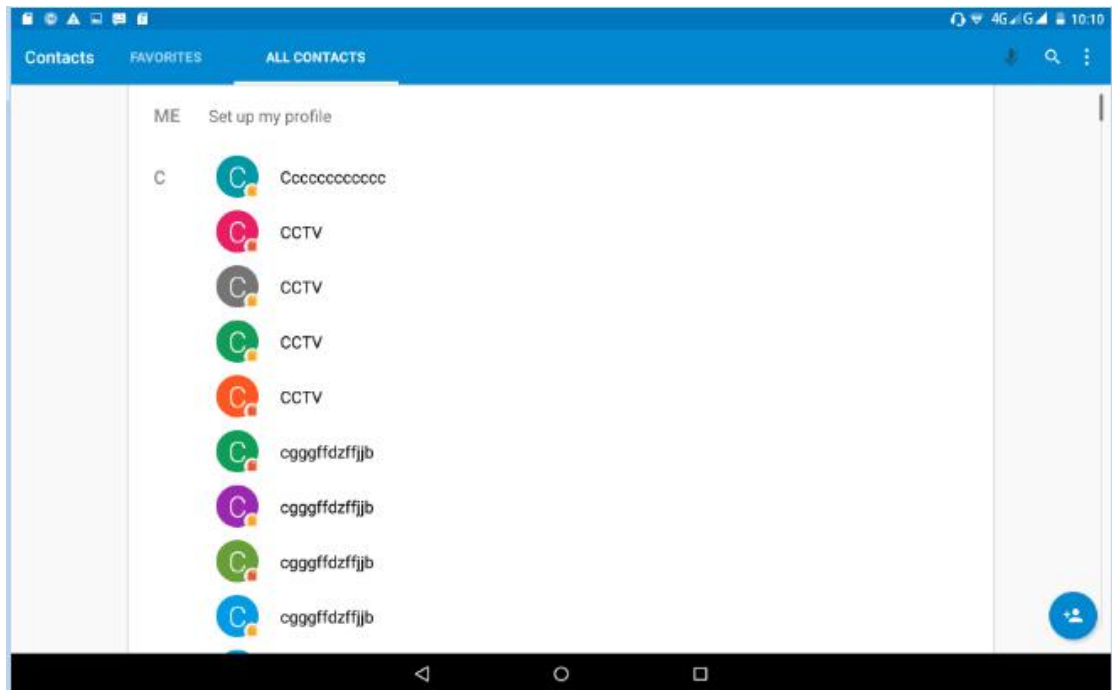 4G G 10:10
Contacts FAVORITES ALL CONTACTS
ME Set up my profile
C C Cccccccccccc
C CCTV
C CCTV
C CCTV
C CCTV
C cgggffdzffjjb
C cgggffdzffjjb
C cgggffdzffjjb
C cgggffdzffjjb